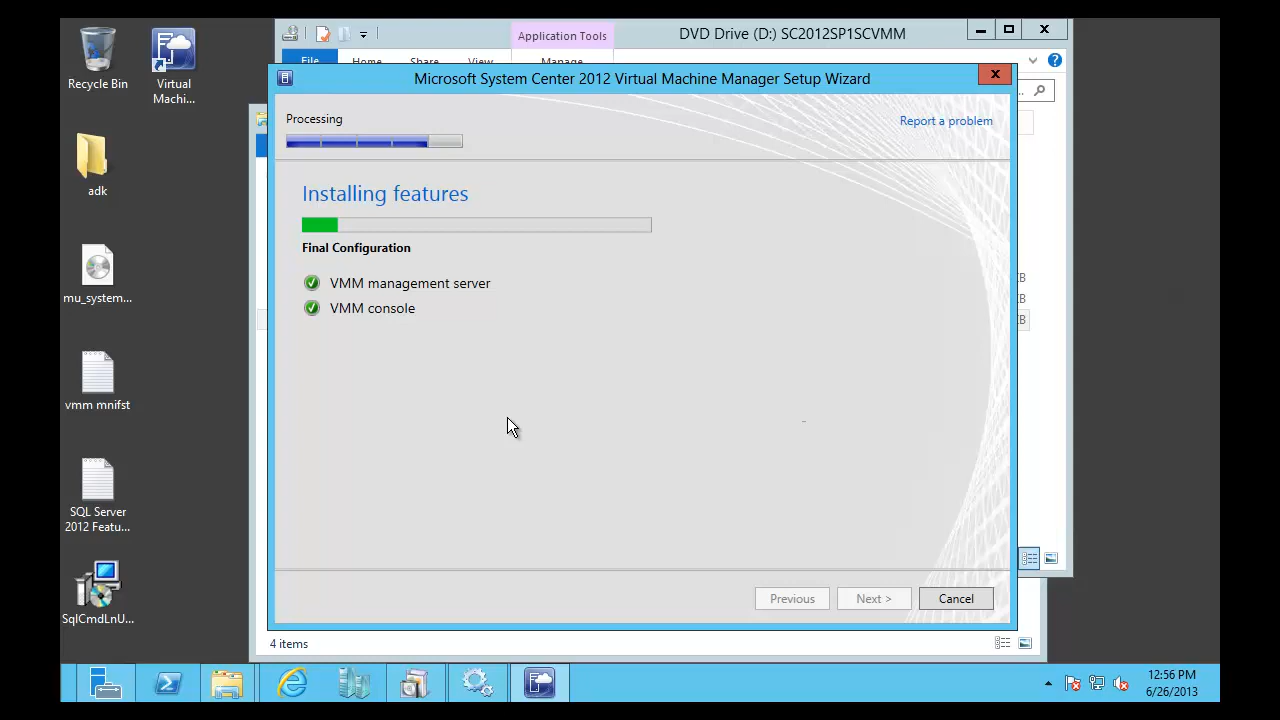 Recycle Bin
Virtual
Machi...
adk
mu_system...
vmm mnifst
SQL Server
2012 Featu...
SqlCmdLnU...
Application Tools
DVD Drive (D:) SC2012SP1SCVMM
File
Home
Share
View
Manage
Microsoft System Center 2012 Virtual Machine Manager Setup Wizard
Processing
Report a problem
Installing features
Final Configuration
VMM management server
VMM console
Previous
Next >
Cancel
4 items
12:56 PM
6/26/2013